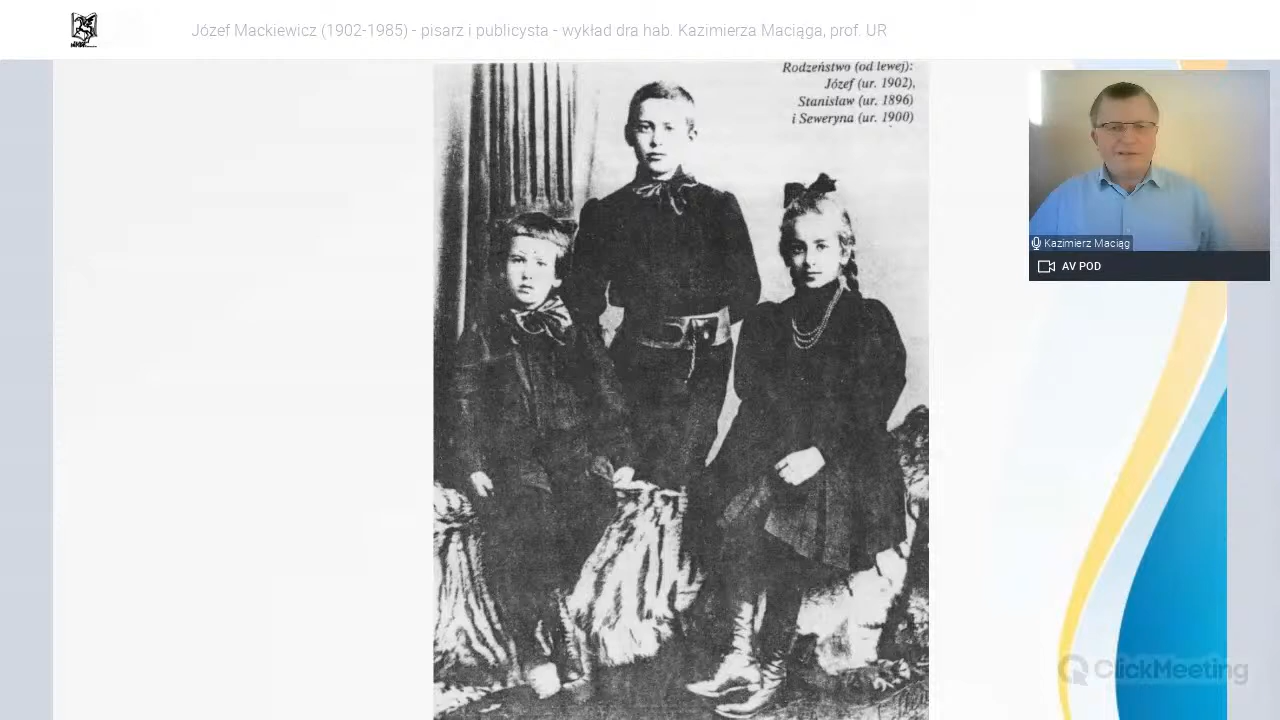 Józef Mackiewicz (1902-1985) - pisarz i publicysta - wykład dra hab. Kazimierza Maciąga, prof. UR
Rodzeństwo (od lewej):
Józef (ur. 1902),
Stanisław (ur. 1896)
i Seweryna (ur. 1900)
Kazimierz Maciąg
AV POD
ClickMeeting